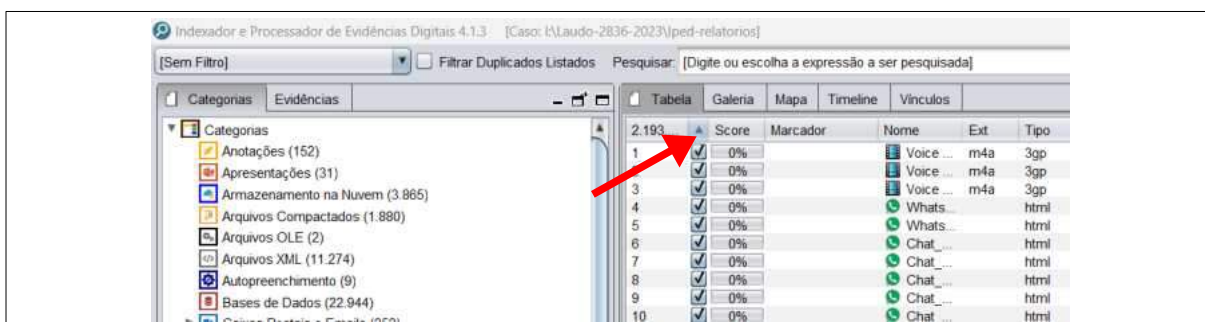 Indexador e Processador de Evidências Digitais 4.1.3 [Caso: I:\Laudo-2836-2023\Iped-relatorios]
[Sem Filtro] Filtrar Duplicados Listados Pesquisar: [Digite ou escolha a expressão a ser pesquisada]
Categorias Evidências Tabela Galeria Mapa Timeline Vínculos
Categorias
Anotações (152)
Apresentações (31)
Armazenamento na Nuvem (3.865)
Arquivos Compactados (1.880)
Arquivos OLE (2)
Arquivos XML (11.274)
Autopreenchimento (9)
Bases de Dados (22.944)
2.193.... Score Marcador Nome Ext Tipo
1 0% Voice ... m4a 3gp
0% Voice ... m4a 3gp
3 0% Voice ... m4a 3gp
4 0% Whats... html
5 0% Whats... html
6 0% Chat_... html
7 0% Chat_... html
8 0% Chat_... html
9 0% Chat_... html
10 0% Chat_... html